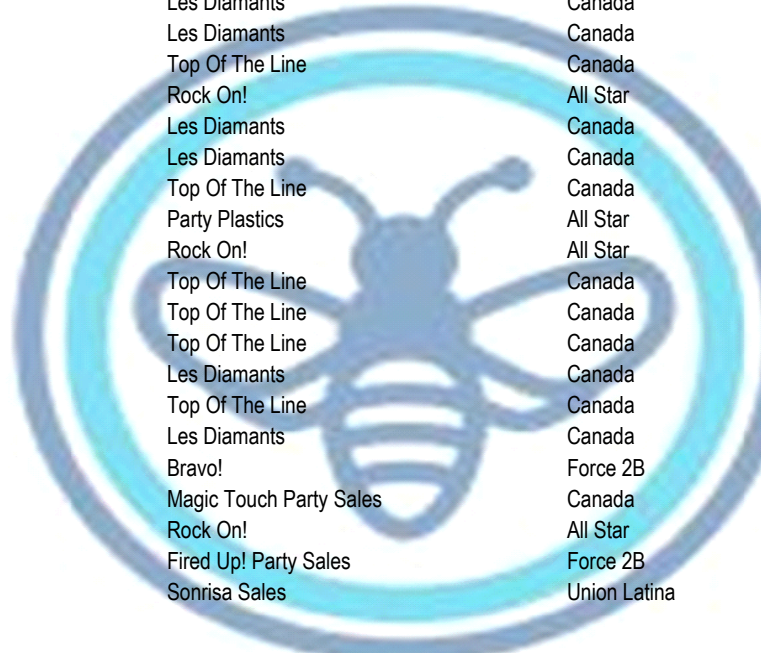 Les Diamants Canada
Les Diamants Canada
Top Of The Line Canada
Rock On! All Star
Les Diamants Canada
Les Diamants Canada
Top Of The Line Canada
Party Plastics All Star
Rock On! All Star
Top Of The Line Canada
Top Of The Line Canada
Top Of The Line Canada
Les Diamants Canada
Top Of The Line Canada
Les Diamants Canada
Bravo! Force 2B
Magic Touch Party Sales Canada
Rock On! All Star
Fired Up! Party Sales Force 2B
Sonrisa Sales Union Latina